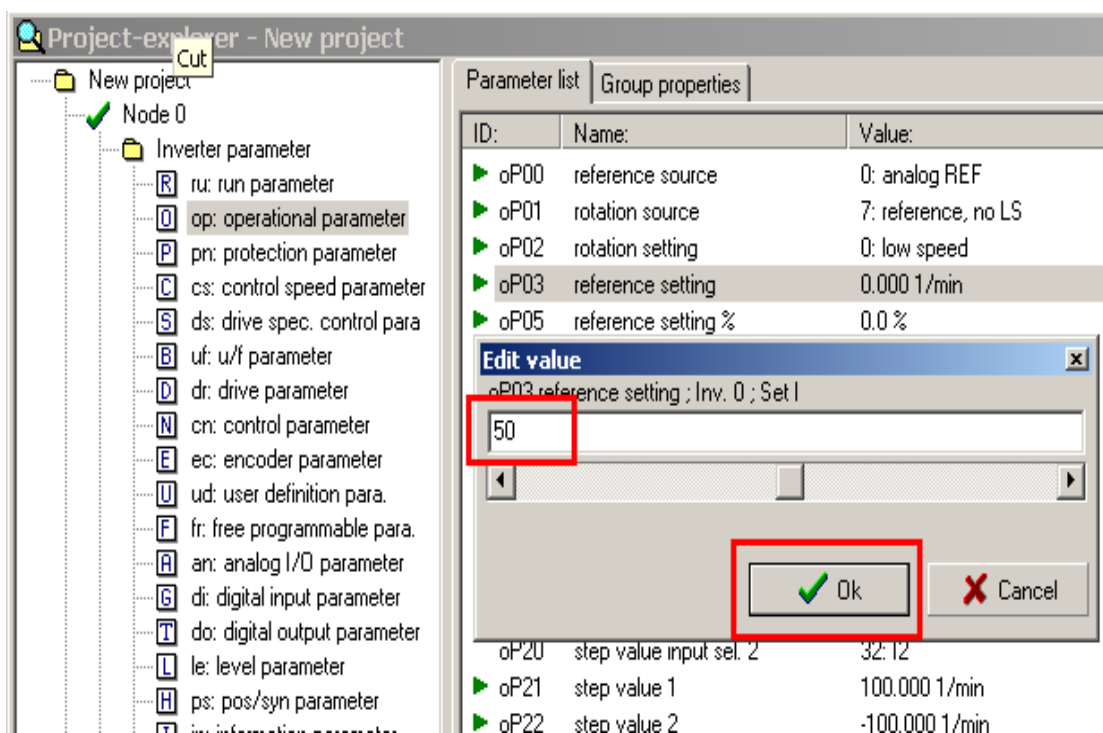 Project-explorer - New project
Cut
New project
Node 0
Inverter parameter
R ru: run parameter
O op: operational parameter
P pn: protection parameter
C cs: control speed parameter
S ds: drive spec. control para
B uf: u/f parameter
D dr: drive parameter
N cn: control parameter
E ec: encoder parameter
U ud: user definition para.
F fr: free programmable para.
A an: analog I/O parameter
G di: digital input parameter
T do: digital output parameter
L le: level parameter
H ps: pos/syn parameter
I in: information parameter
Parameter list Group properties
ID: Name: Value:
oP00 reference source 0: analog REF
oP01 rotation source 7: reference, no LS
oP02 rotation setting 0: low speed
oP03 reference setting 0.000 1/min
oP05 reference setting % 0.0 %
Edit value
oP03 reference setting ; Inv. 0 ; Set I
50
Ok Cancel
oP20 step value input sel. 2 32: I2
oP21 step value 1 100.000 1/min
oP22 step value 2 -100.000 1/min